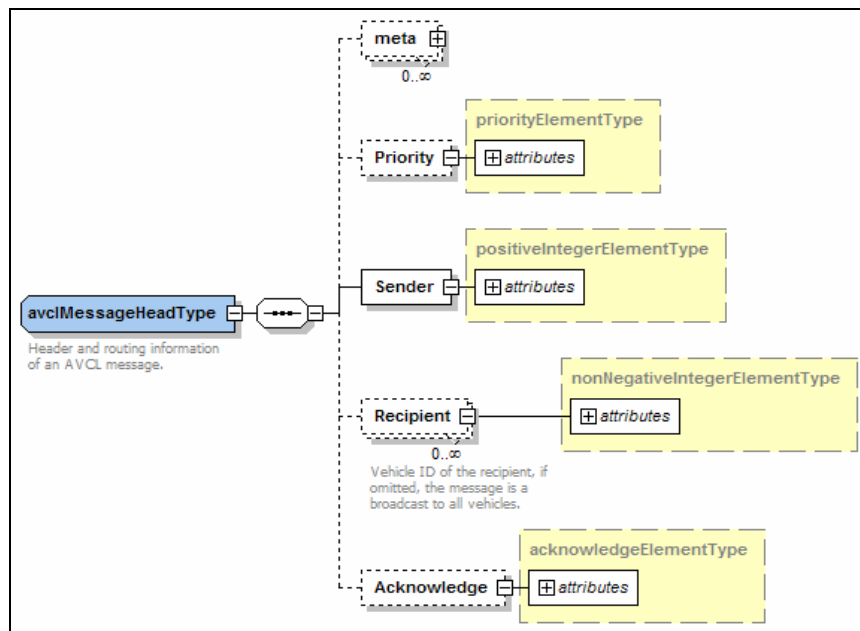 meta
0..∞
priorityElementType
Priority
attributes
positiveIntegerElementType
Sender
attributes
avclMessageHeadType
Header and routing information
of an AVCL message.
nonNegativeIntegerElementType
Recipient
attributes
0..∞
Vehicle ID of the recipient, if
omitted, the message is a
broadcast to all vehicles.
acknowledgeElementType
Acknowledge
attributes